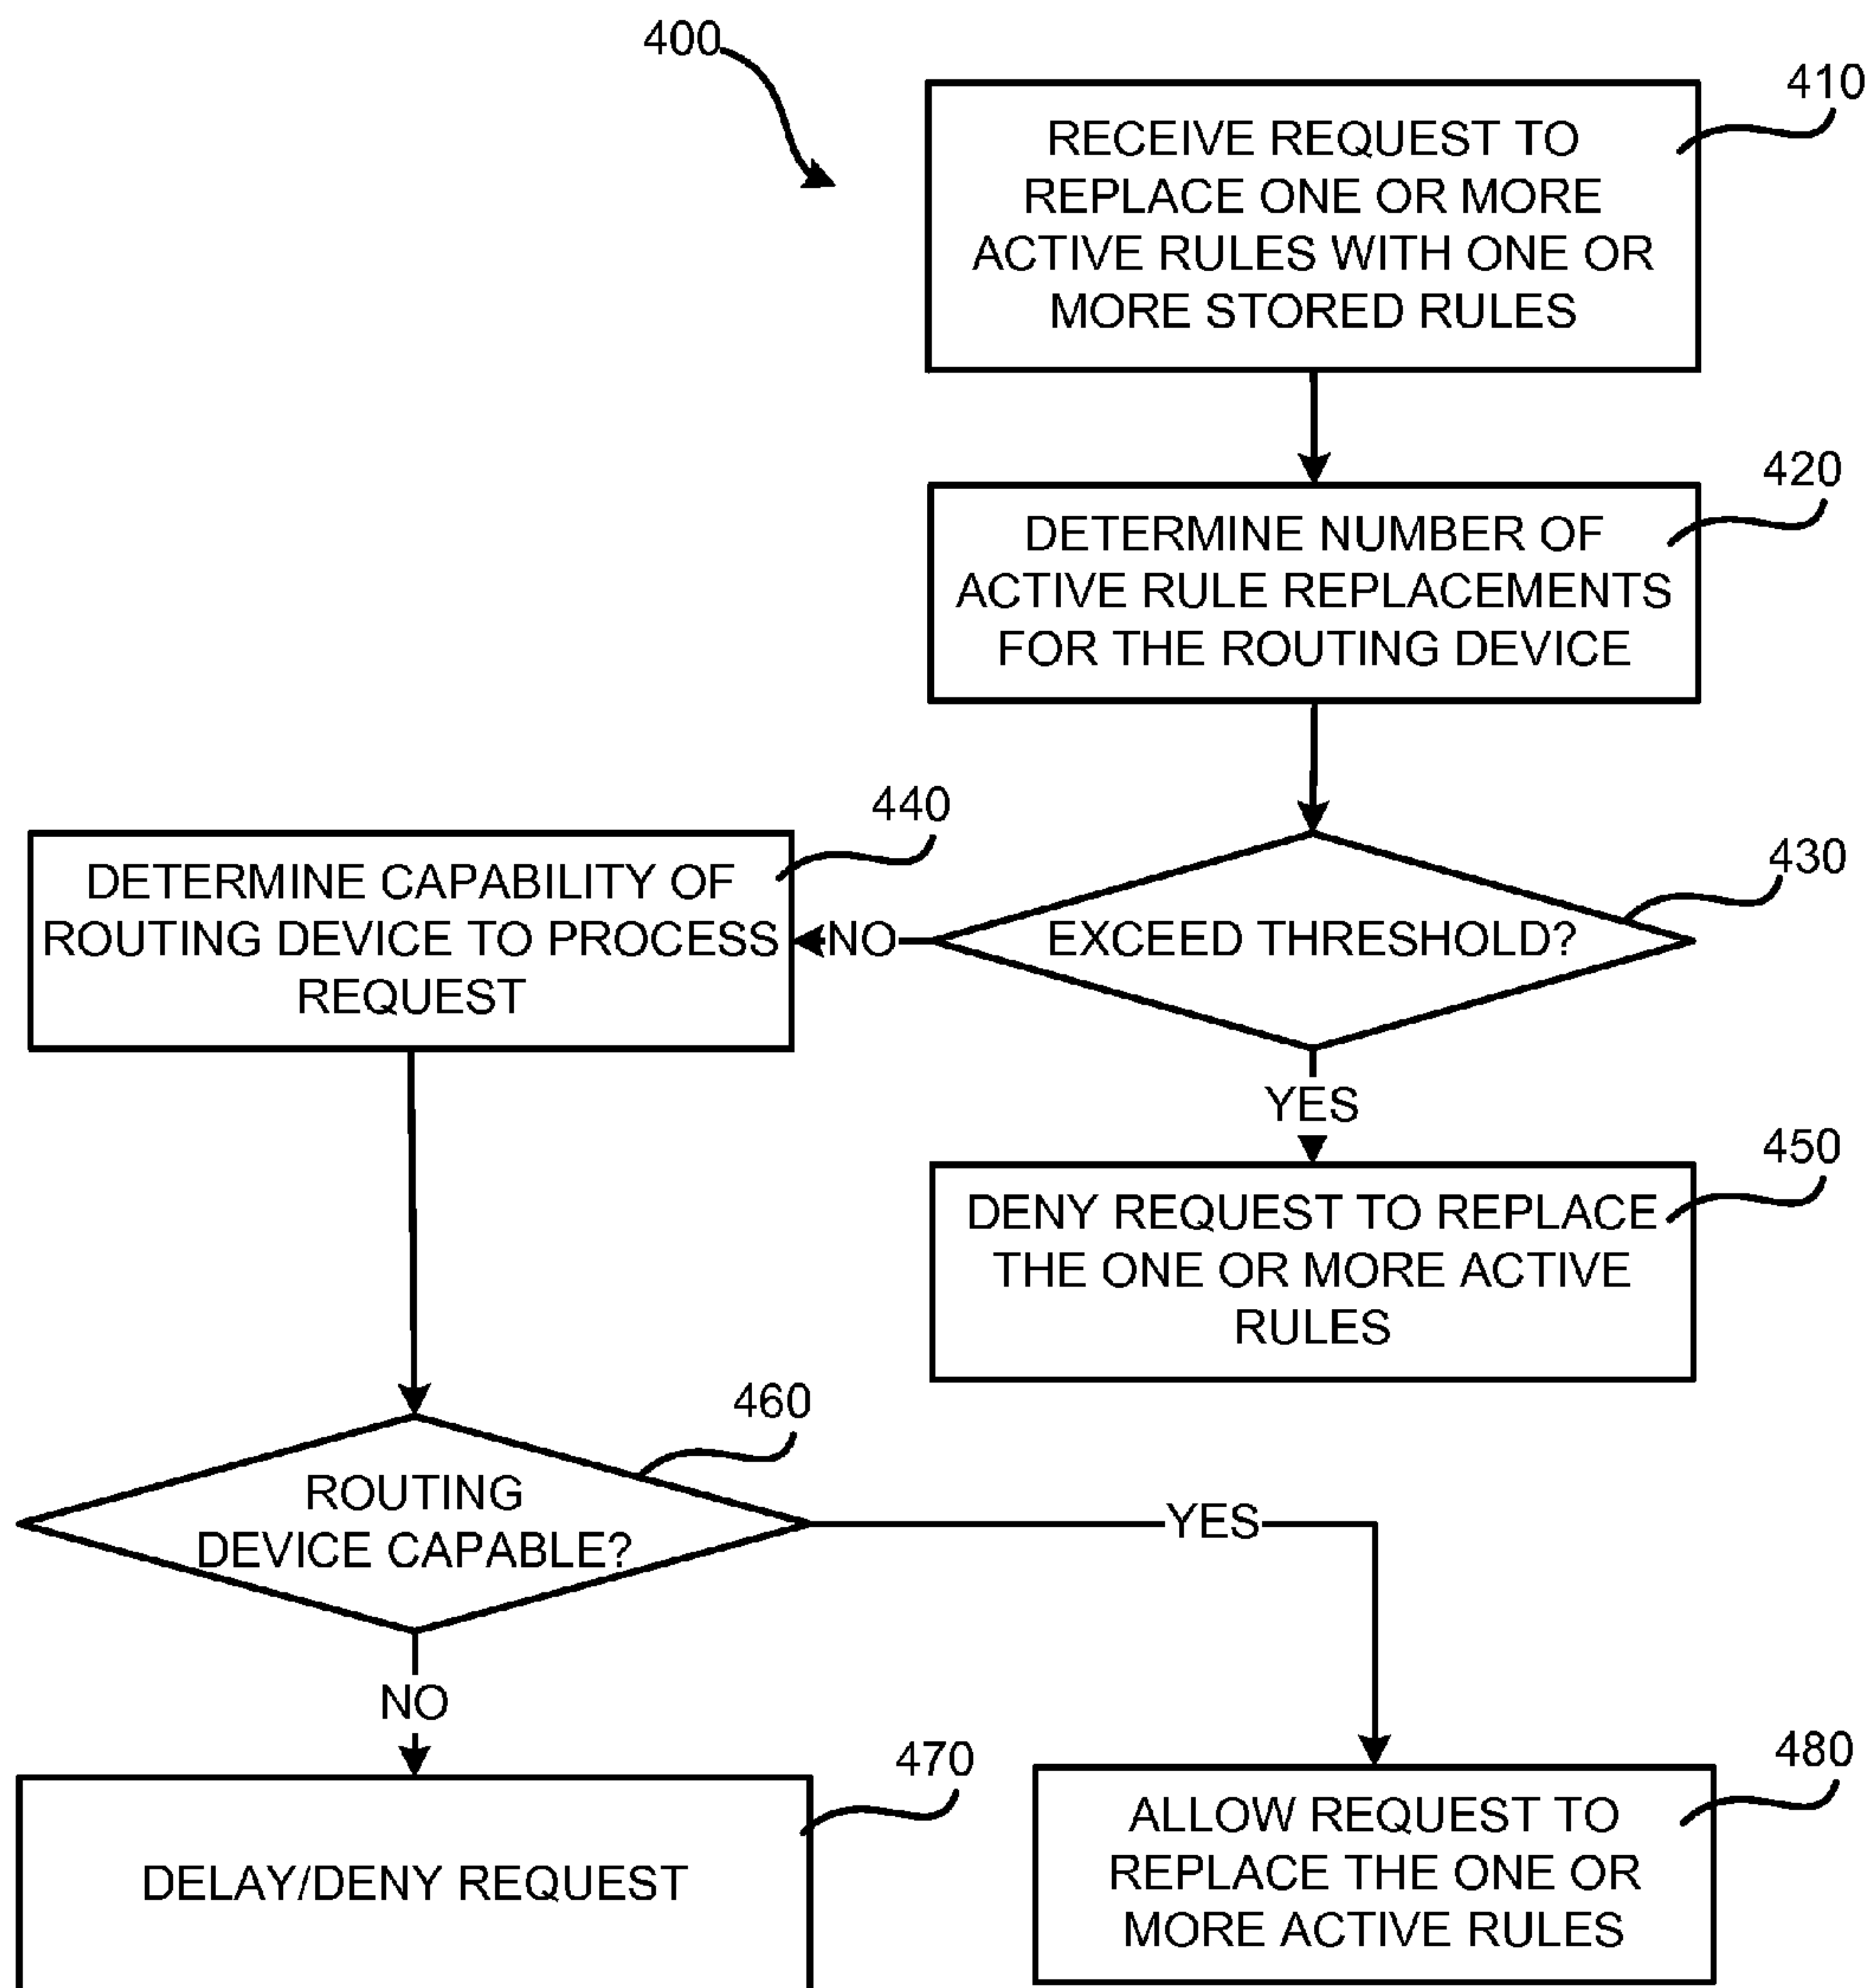 400
410
RECEIVE REQUEST TO
REPLACE ONE OR MORE
ACTIVE RULES WITH ONE OR
MORE STORED RULES
420
DETERMINE NUMBER OF
ACTIVE RULE REPLACEMENTS
FOR THE ROUTING DEVICE
430
EXCEED THRESHOLD?
NO
440
DETERMINE CAPABILITY OF
ROUTING DEVICE TO PROCESS
REQUEST
YES
450
DENY REQUEST TO REPLACE
THE ONE OR MORE ACTIVE
RULES
460
ROUTING
DEVICE CAPABLE?
YES
NO
470
DELAY/DENY REQUEST
480
ALLOW REQUEST TO
REPLACE THE ONE OR
MORE ACTIVE RULES